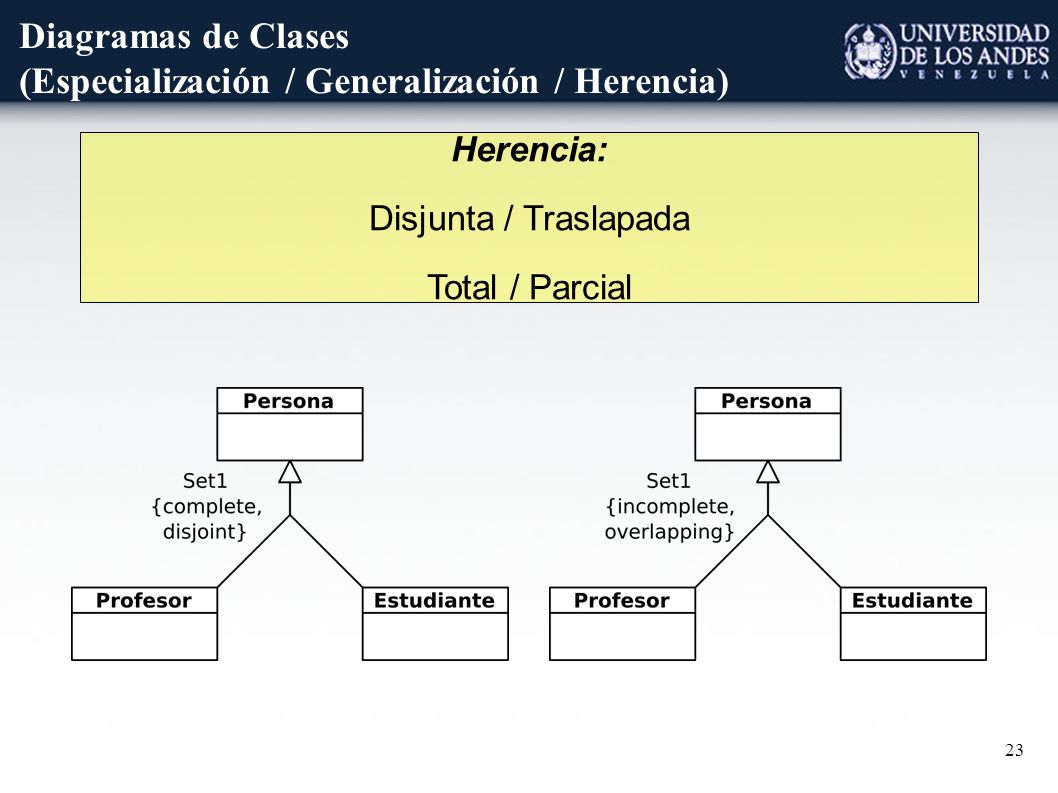 Diagramas de Clases
(Especialización / Generalización / Herencia)
UNIVERSIDAD
DE LOS ANDES
VENEZUELA
Herencia:
Disjunta / Traslapada
Total / Parcial
Persona
Set1
{complete,
disjoint}
Profesor
Estudiante
Persona
Set1
{incomplete,
overlapping}
Profesor
Estudiante
23